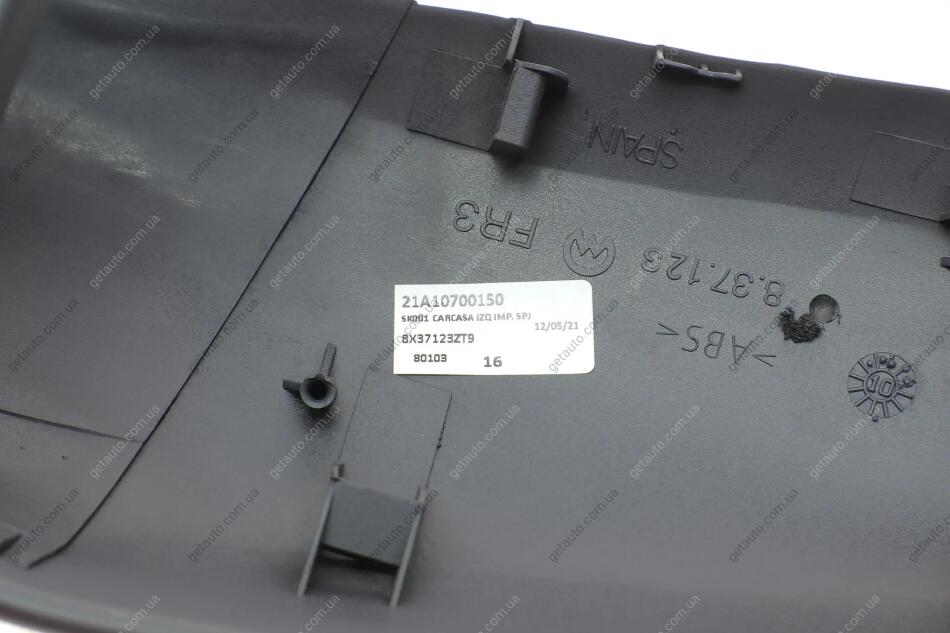 SPAIN
FR3
8.37.123
>ABS<
10
21A10700150
SK001 CARCASA IZQ IMP. SPJ
12/05/21
8X37123ZT9
80103
16
getauto.com.ua